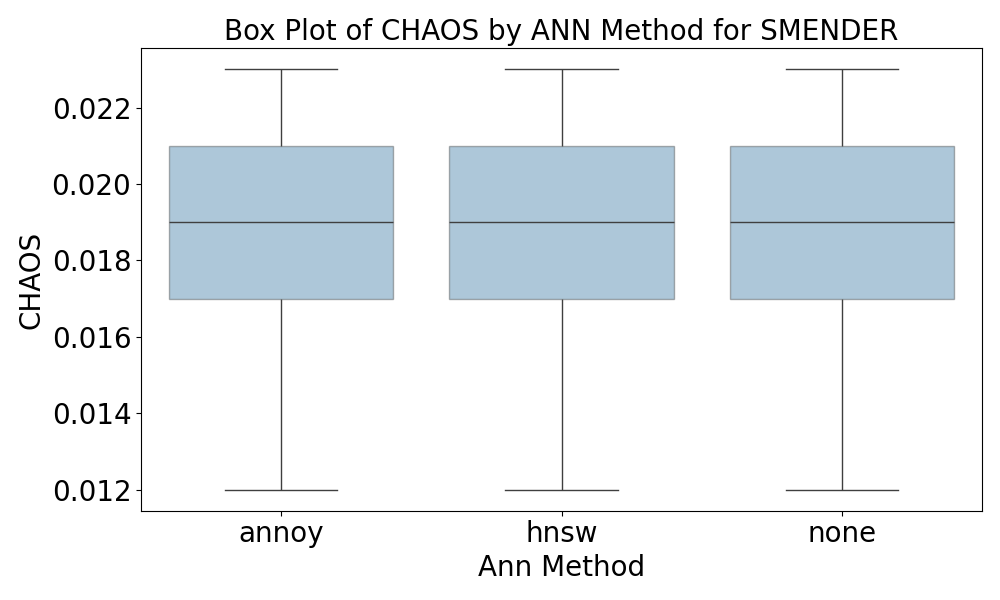 Box Plot of CHAOS by ANN Method for SMENDER
CHAOS
0.022
0.020
0.018
0.016
0.014
0.012
annoy hnsw none
Ann Method